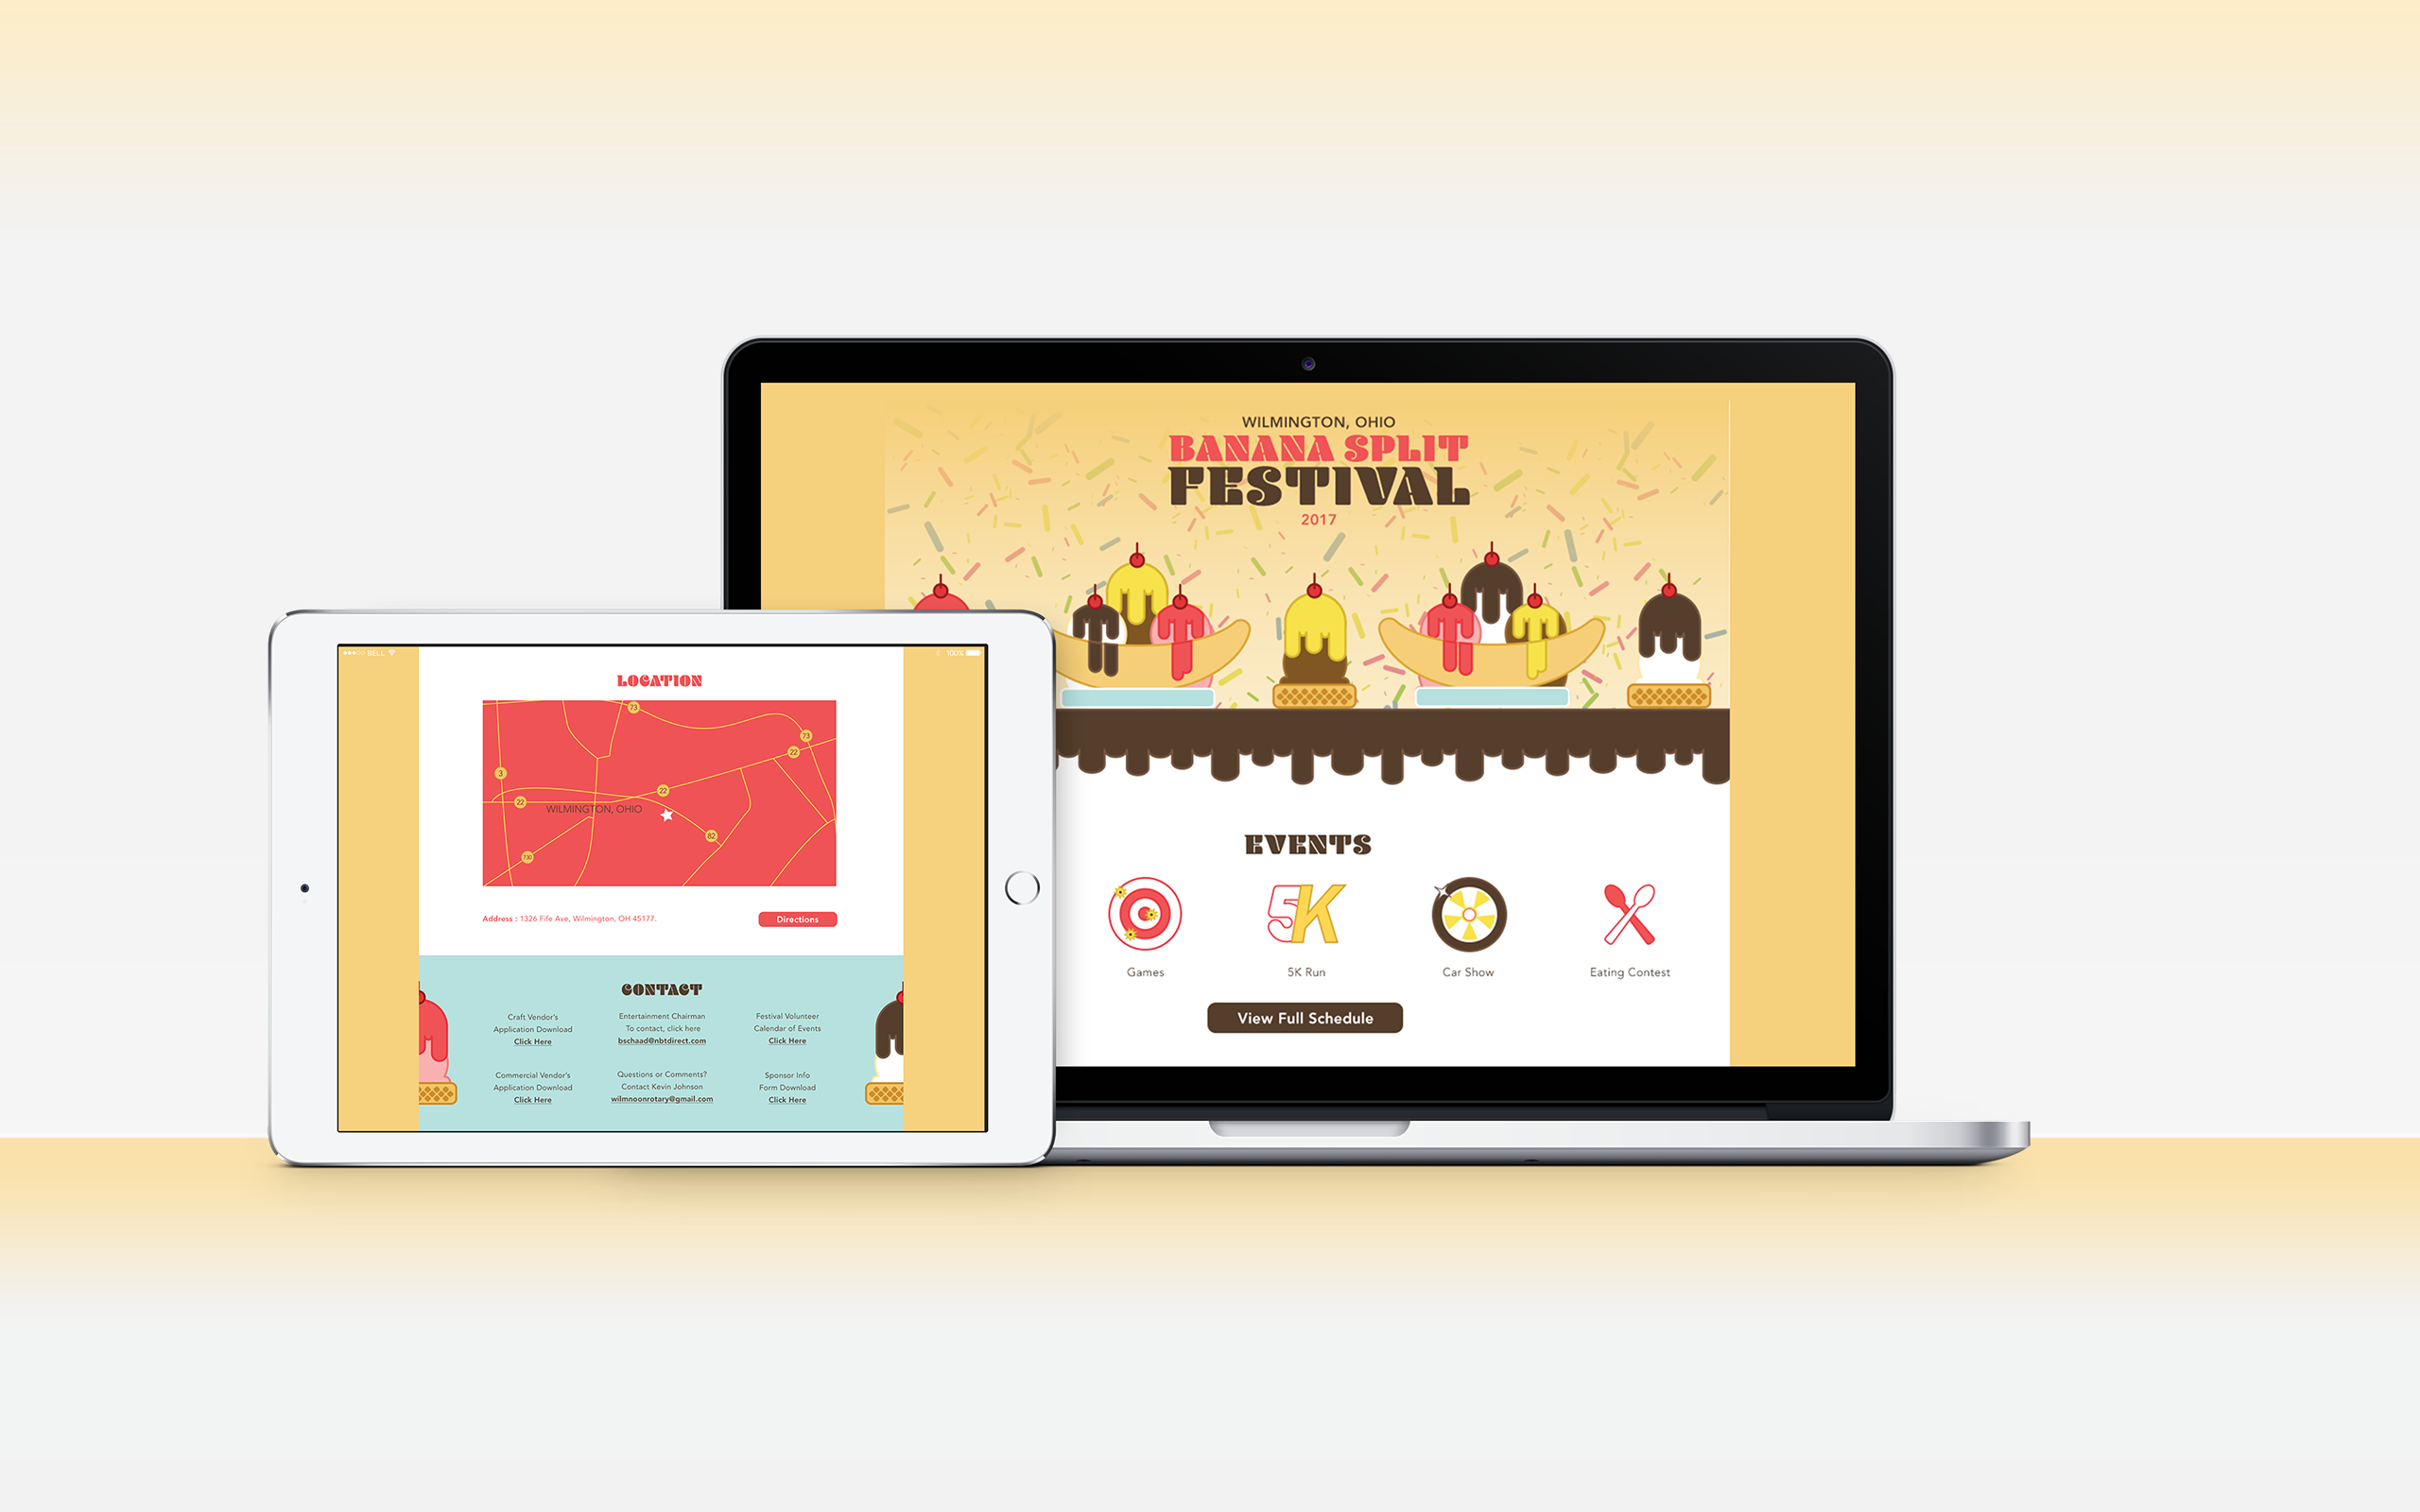 WILMINGTON, OHIO
BANANA SPLIT
FESTIVAL
2017
EVENTS
5K
Games
5K Run
Car Show
Eating Contest
View Full Schedule
BELL
100%
LOCATION
73
73
22
3
22
22
WILMINGTON, OHIO
82
730
Address : 1326 Fife Ave, Wilmington, OH 45177.
Directions
CONTACT
Craft Vendor's
Application Download
Click Here
Entertainment Chairman
To contact, click here
bschaad@nbtdirect.com
Festival Volunteer
Calendar of Events
Click Here
Commercial Vendor's
Application Download
Click Here
Questions or Comments?
Contact Kevin Johnson
wilmnoonrotary@gmail.com
Sponsor Info
Form Download
Click Here